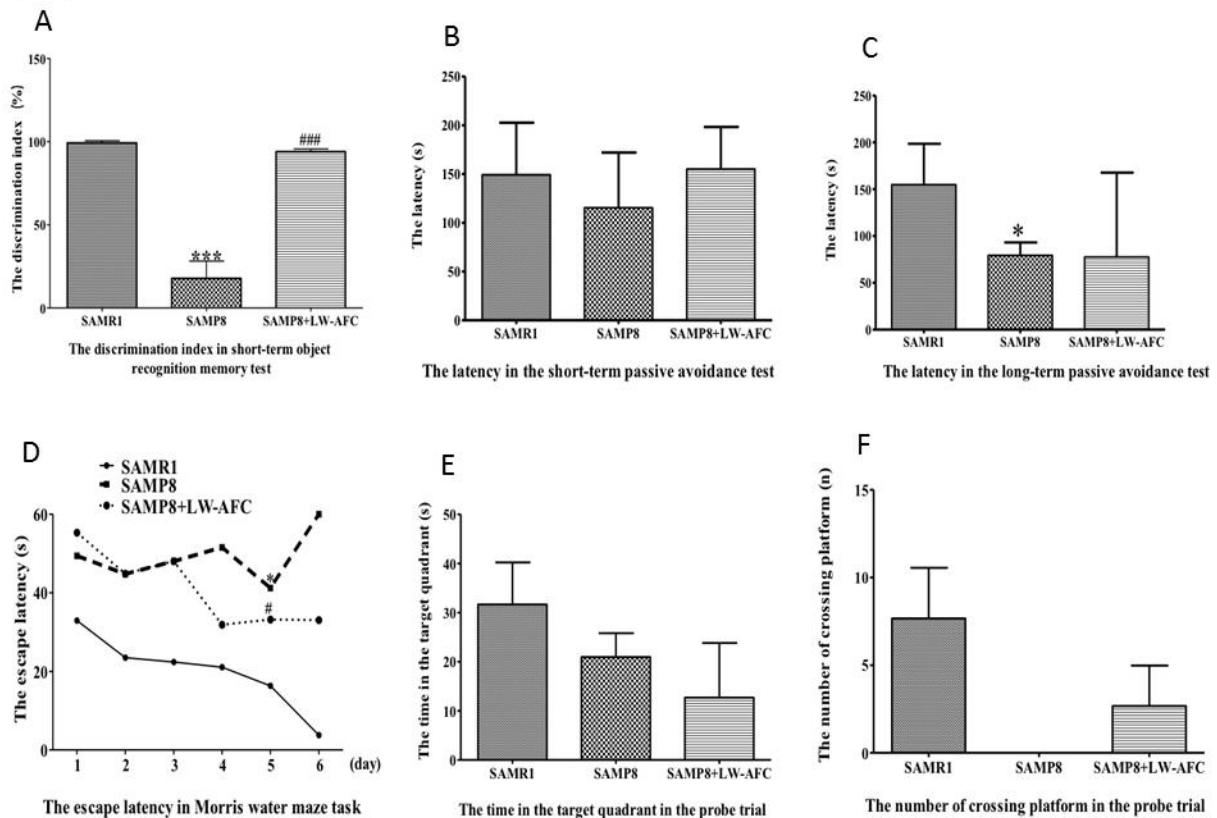 A
The discrimination index (%)
150
100
50
0
***
###
SAMR1
SAMP8
SAMP8+LW-AFC
The discrimination index in short-term object
recognition memory test
B
The latency (s)
250
200
150
100
50
0
SAMR1
SAMP8
SAMP8+LW-AFC
The latency in the short-term passive avoidance test
C
The latency (s)
250
200
150
100
50
0
*
SAMR1
SAMP8
SAMP8+LW-AFC
The latency in the long-term passive avoidance test
D
SAMR1
SAMP8
SAMP8+LW-AFC
The escape latency (s)
60
40
20
0
*
#
1 2 3 4 5 6 (day)
The escape latency in Morris water maze task
E
The time in the target quadrant (s)
50
40
30
20
10
0
SAMR1
SAMP8
SAMP8+LW-AFC
The time in the target quadrant in the probe trial
F
The number of crossing platform (n)
15
10
5
0
SAMR1
SAMP8
SAMP8+LW-AFC
The number of crossing platform in the probe trial